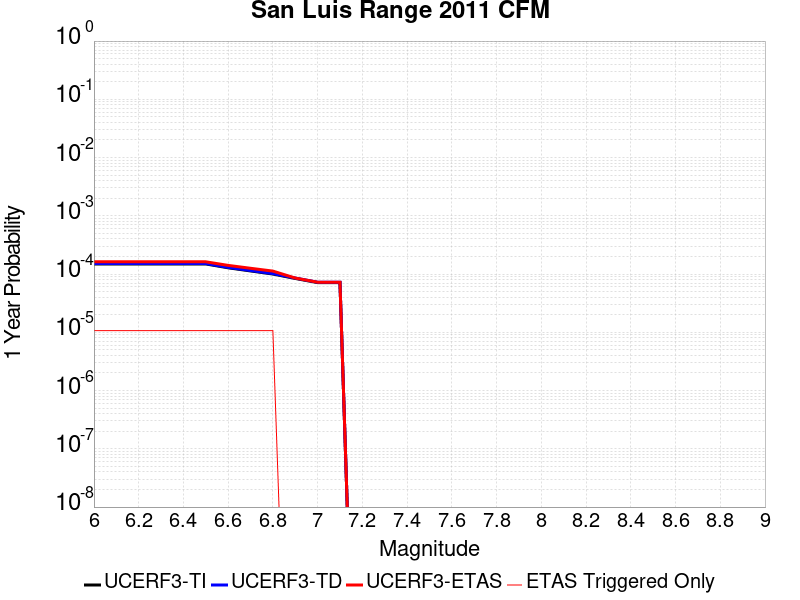 San Luis Range 2011 CFM
1 Year Probability
10^0
10^-1
10^-2
10^-3
10^-4
10^-5
10^-6
10^-7
10^-8
6 6.2 6.4 6.6 6.8 7 7.2 7.4 7.6 7.8 8 8.2 8.4 8.6 8.8 9
Magnitude
UCERF3-TI UCERF3-TD UCERF3-ETAS ETAS Triggered Only